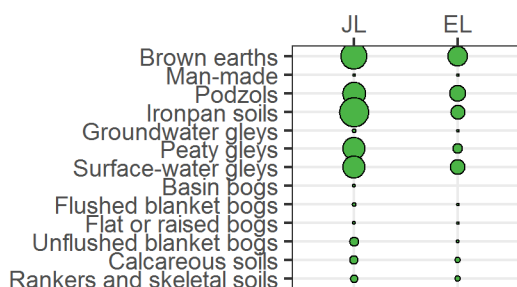 JL EL
Brown earths
Man-made
Podzols
Ironpan soils
Groundwater gleys
Peaty gleys
Surface-water gleys
Basin bogs
Flushed blanket bogs
Flat or raised bogs
Unflushed blanket bogs
Calcareous soils
Rankers and skeletal soils